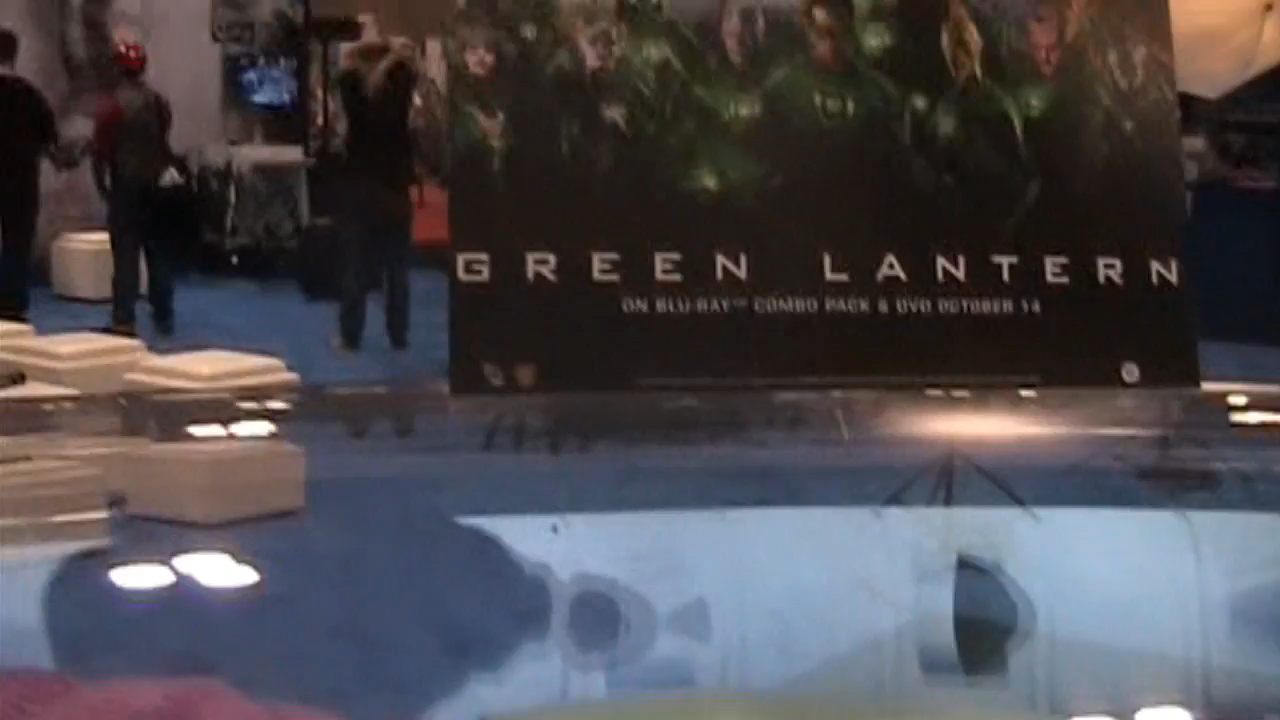 GREEN LANTERN
ON BLU-RAY™ COMBO PACK & DVD OCTOBER 14